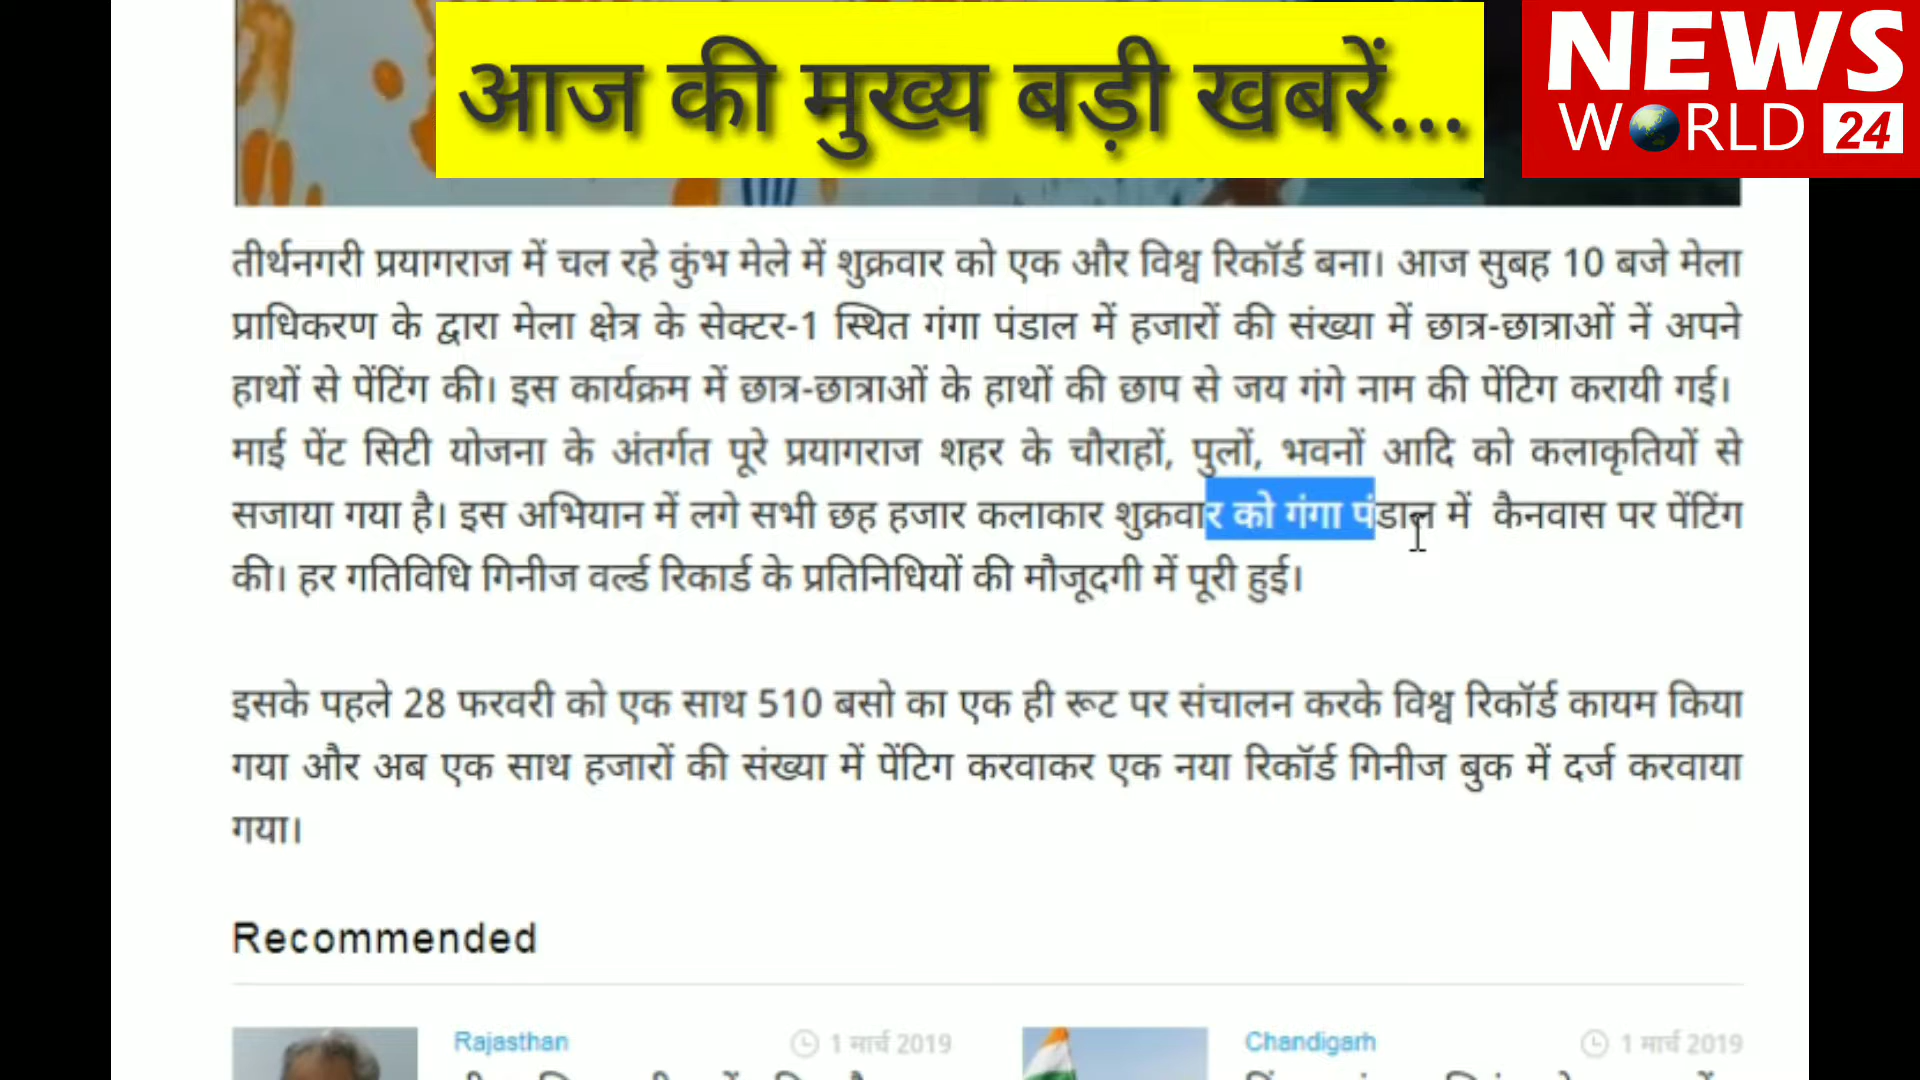 आज की मुख्य बड़ी खबरें...
NEWS
WORLD 24
तीर्थनगरी प्रयागराज में चल रहे कुंभ मेले में शुक्रवार को एक और विश्व रिकॉर्ड बना। आज सुबह 10 बजे मेला
प्राधिकरण के द्वारा मेला क्षेत्र के सेक्टर-1 स्थित गंगा पंडाल में हजारों की संख्या में छात्र-छात्राओं नें अपने
हाथों से पेंटिंग की। इस कार्यक्रम में छात्र-छात्राओं के हाथों की छाप से जय गंगे नाम की पेंटिग करायी गई।
माई पेंट सिटी योजना के अंतर्गत पूरे प्रयागराज शहर के चौराहों, पुलों, भवनों आदि को कलाकृतियों से
सजाया गया है। इस अभियान में लगे सभी छह हजार कलाकार शुक्रवार को गंगा पंडाल में कैनवास पर पेंटिंग
की। हर गतिविधि गिनीज वर्ल्ड रिकार्ड के प्रतिनिधियों की मौजूदगी में पूरी हुई।
इसके पहले 28 फरवरी को एक साथ 510 बसो का एक ही रूट पर संचालन करके विश्व रिकॉर्ड कायम किया
गया और अब एक साथ हजारों की संख्या में पेंटिग करवाकर एक नया रिकॉर्ड गिनीज बुक में दर्ज करवाया
गया।
Recommended
Rajasthan 1 मार्च 2019
Chandigarh 1 मार्च 2019